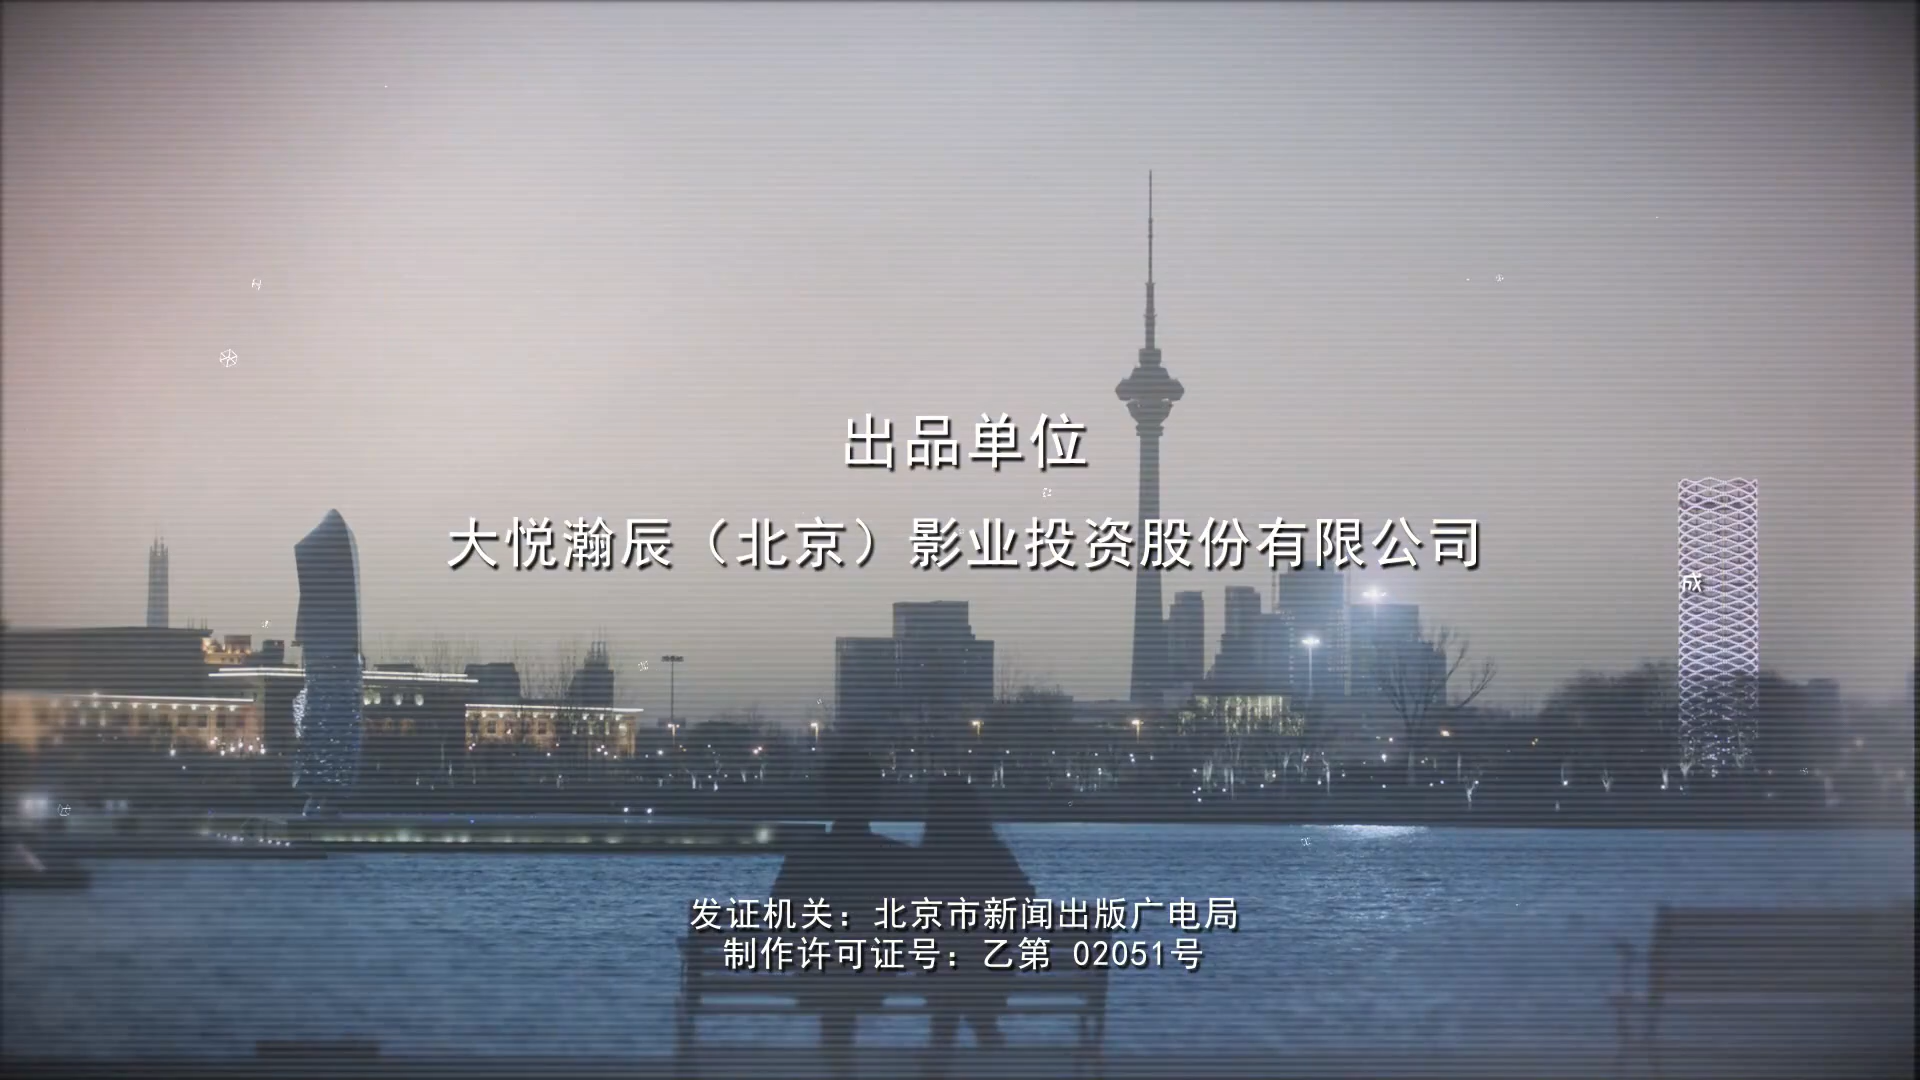 出品单位
大悦瀚辰（北京）影业投资股份有限公司
成
发证机关：北京市新闻出版广电局
制作许可证号：乙第 02051号